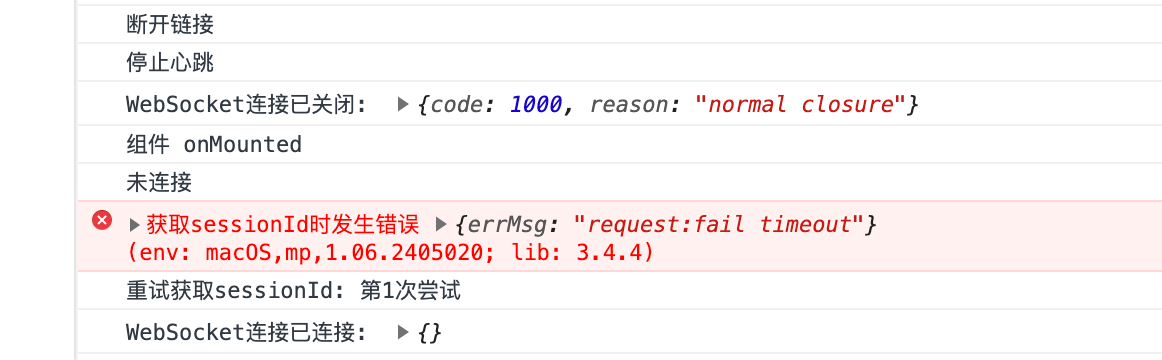 断开链接
停止心跳
WebSocket连接已关闭: ▶{code: 1000, reason: "normal closure"}
组件 onMounted
未连接
▶获取sessionId时发生错误 ▶{errMsg: "request:fail timeout"}
(env: macOS,mp,1.06.2405020; lib: 3.4.4)
重试获取sessionId: 第1次尝试
WebSocket连接已连接: ▶{}